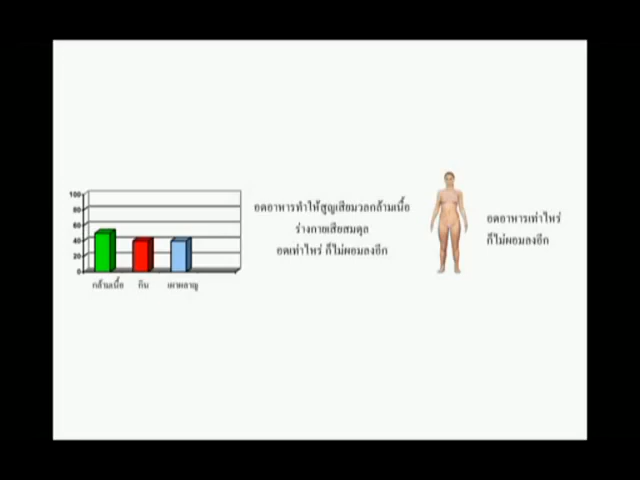 100
80
60
40
20
0
กล้ามเนื้อ กิน เผาผลาญ
อดอาหารทำให้สูญเสียมวลกล้ามเนื้อ
ร่างกายเสียสมดุล
อดเท่าไหร่ ก็ไม่ผอมลงอีก
อดอาหารเท่าไหร่
ก็ไม่ผอมลงอีก